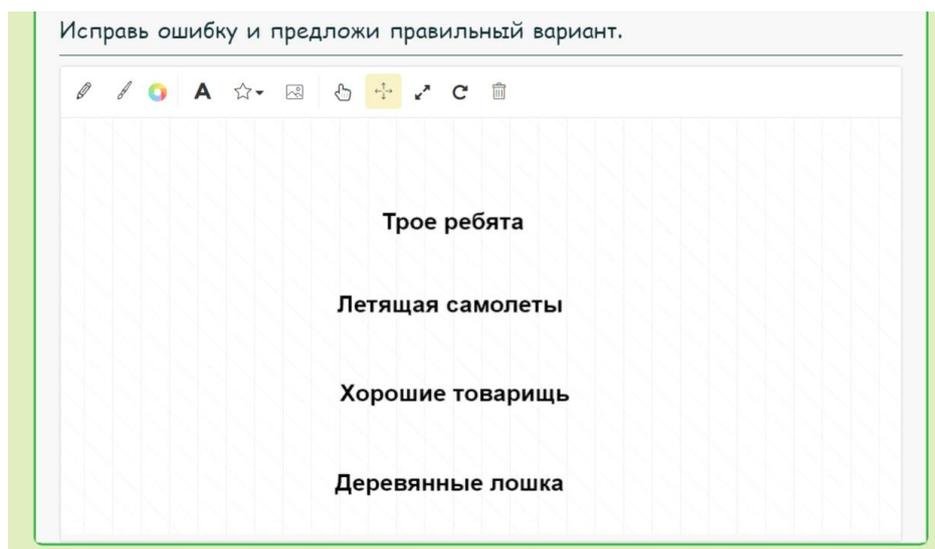 Исправь ошибку и предложи правильный вариант.
A
Трое ребята
Летящая самолеты
Хорошие товарищь
Деревянные лошка